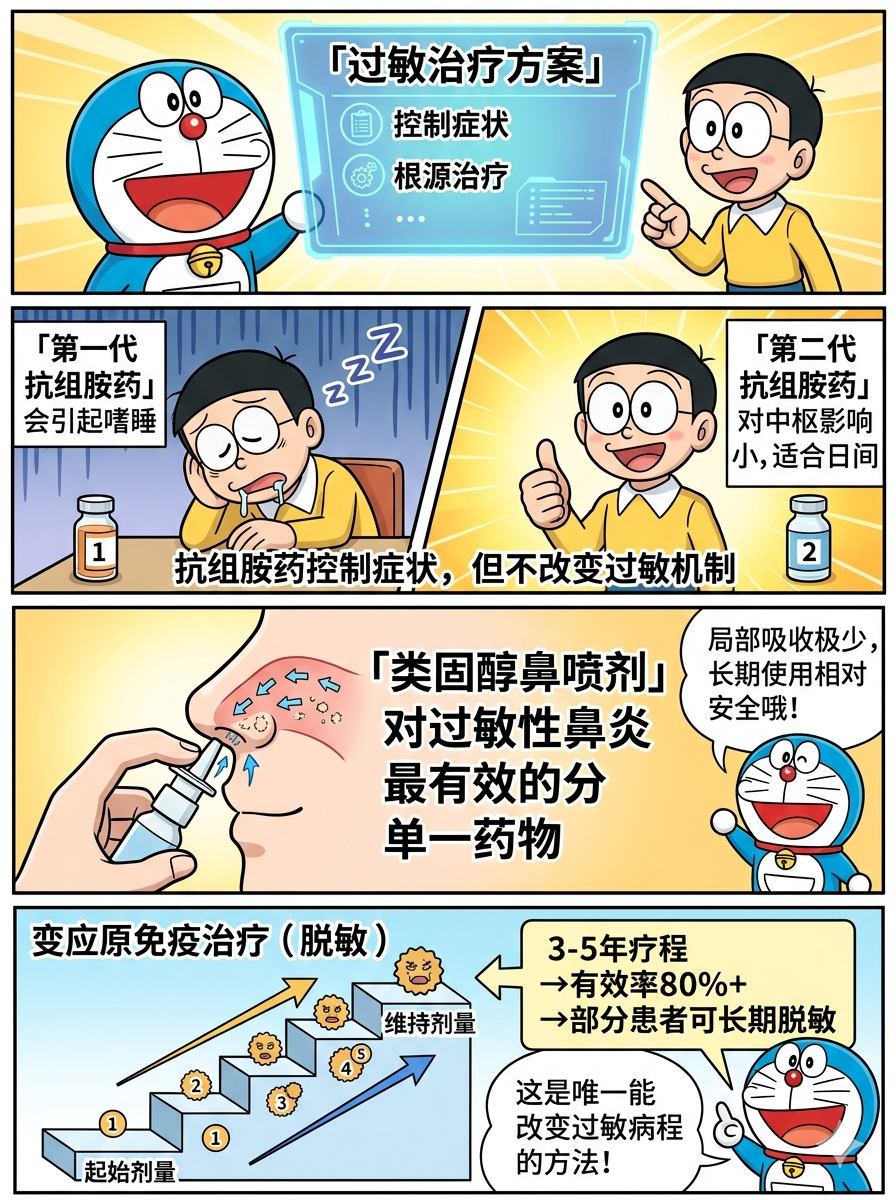 「过敏治疗方案」
控制症状
根源治疗
「第一代
抗组胺药」
会引起嗜睡
zzZ
1
「第二代
抗组胺药」
对中枢影响
小，适合日间
2
抗组胺药控制症状，但不改变过敏机制
「类固醇鼻喷剂」
对过敏性鼻炎
最有效的分
单一药物
局部吸收极少，
长期使用相对
安全哦！
变应原免疫治疗（脱敏）
3-5年疗程
→有效率80%+
→部分患者可长期脱敏
维持剂量
5
4
3
2
1
1
起始剂量
这是唯一能
改变过敏病程
的方法！